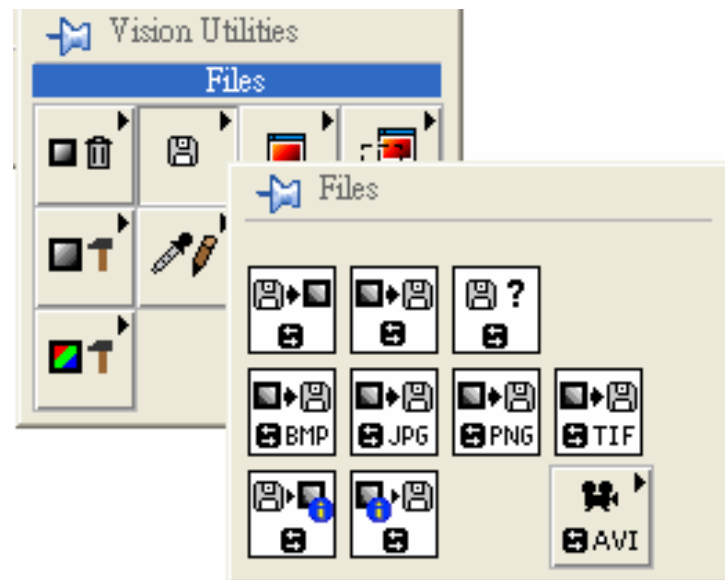 Vision Utilities
Files
Files
?
BMP
JPG
PNG
TIF
i
i
AVI